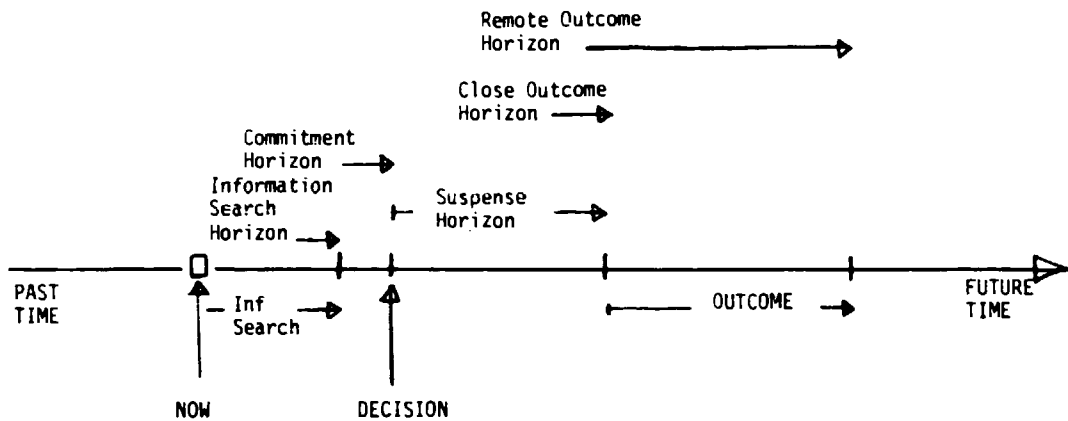 Remote Outcome
Horizon
Close Outcome
Horizon
Commitment
Horizon
Information
Search
Horizon
Suspense
Horizon
PAST
TIME
Inf
Search
OUTCOME
FUTURE
TIME
NOW
DECISION